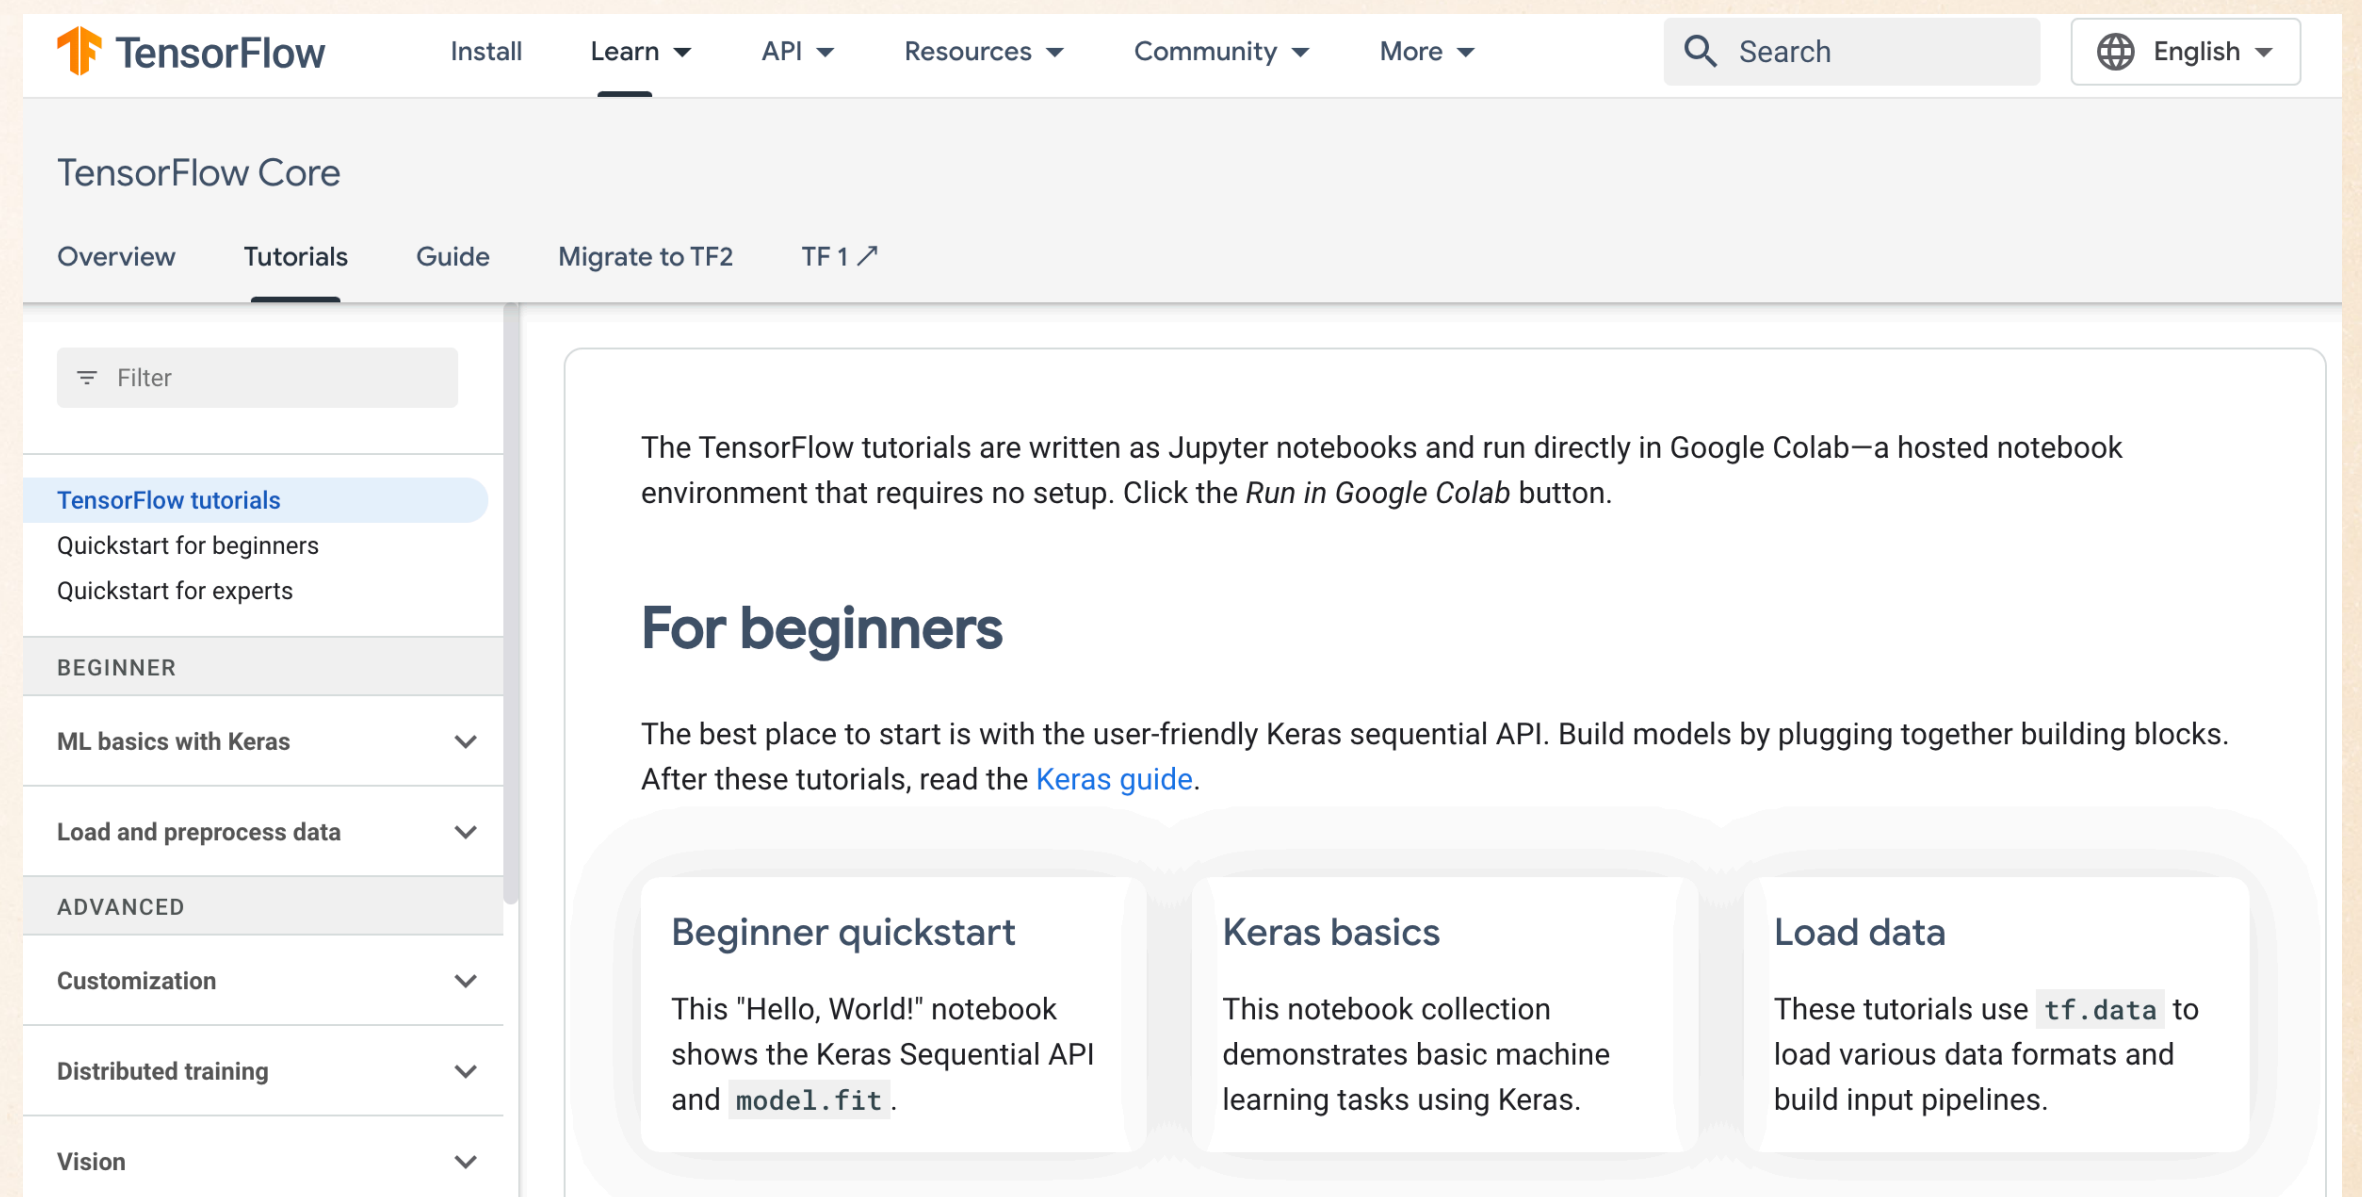 TensorFlow
Install
Learn
API
Resources
Community
More
Search
English
TensorFlow Core
Overview
Tutorials
Guide
Migrate to TF2
TF 1
Filter
TensorFlow tutorials
Quickstart for beginners
Quickstart for experts
BEGINNER
ML basics with Keras
Load and preprocess data
ADVANCED
Customization
Distributed training
Vision
The TensorFlow tutorials are written as Jupyter notebooks and run directly in Google Colab—a hosted notebook
environment that requires no setup. Click the Run in Google Colab button.
For beginners
The best place to start is with the user-friendly Keras sequential API. Build models by plugging together building blocks.
After these tutorials, read the Keras guide.
Beginner quickstart
This "Hello, World!" notebook
shows the Keras Sequential API
and model.fit.
Keras basics
This notebook collection
demonstrates basic machine
learning tasks using Keras.
Load data
These tutorials use tf.data to
load various data formats and
build input pipelines.